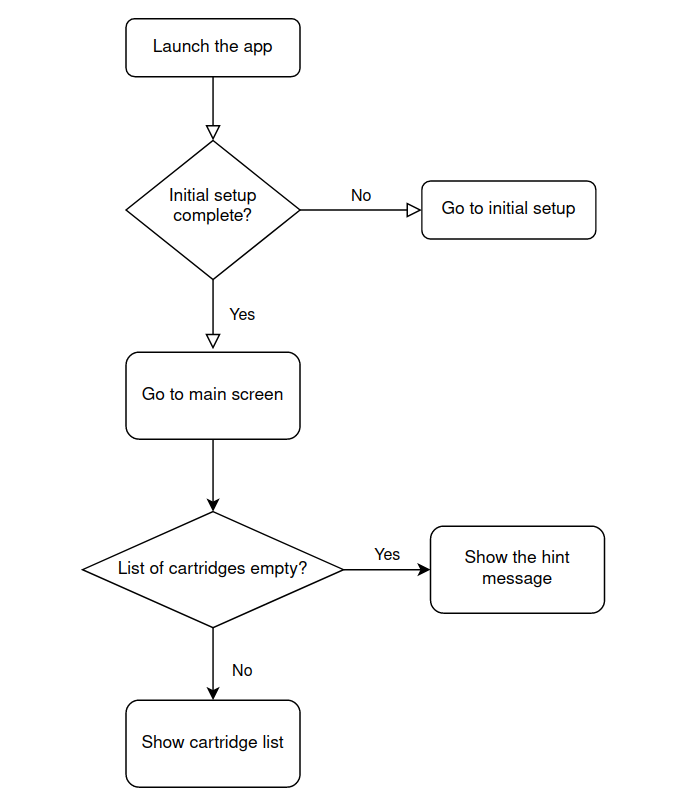 Launch the app
Initial setup
complete?
No
Go to initial setup
Yes
Go to main screen
List of cartridges empty?
Yes
Show the hint
message
No
Show cartridge list